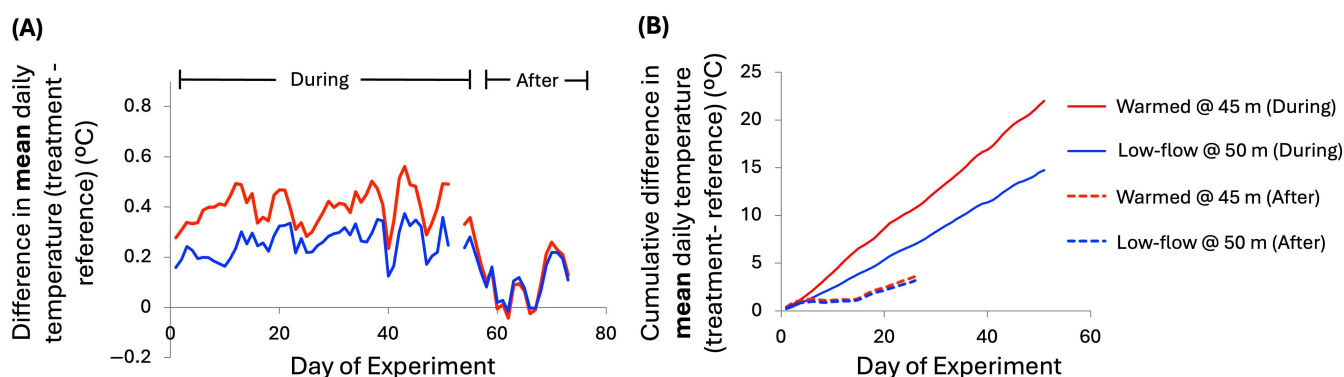 (A)
Difference in mean daily
temperature (treatment -
reference) (ºC)
During
After
0.8
0.6
0.4
0.2
0
−0.2
0
20
40
60
80
Day of Experiment
(B)
Cumulative difference in
mean daily temperature
(treatment- reference) (ºC)
25
20
15
10
5
0
0
20
40
60
Day of Experiment
Warmed @ 45 m (During)
Low-flow @ 50 m (During)
Warmed @ 45 m (After)
Low-flow @ 50 m (After)